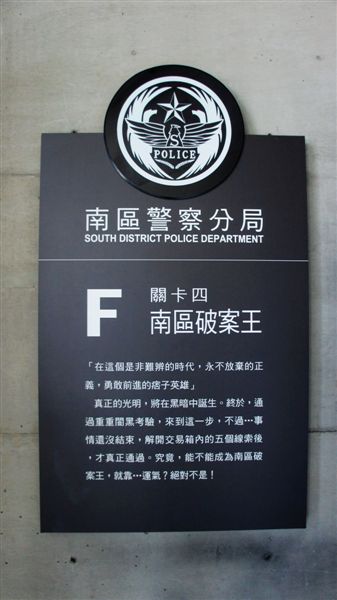 S
POLICE
南區警察分局
SOUTH DISTRICT POLICE DEPARTMENT
F
關卡四
南區破案王
「在這個是非難辨的時代，永不放棄的正
義，勇敢前進的痞子英雄」
真正的光明，將在黑暗中誕生。終於，通
過重重闇黑考驗，來到這一步，不過…事
情還沒結束，解開交易箱內的五個線索後
，才真正通過。究竟，能不能成為南區破
案王，就靠…運氣？絕對不是！